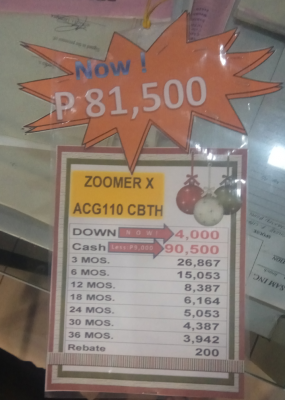 Now !
P 81,500
ZOOMER X
ACG110 CBTH
DOWN NOW! 4,000
Cash 90,500
3 MOS. 26,867
6 MOS. 15,053
12 MOS. 8,387
18 MOS. 6,164
24 MOS. 5,053
30 MOS. 4,387
36 MOS. 3,942
Rebate 200